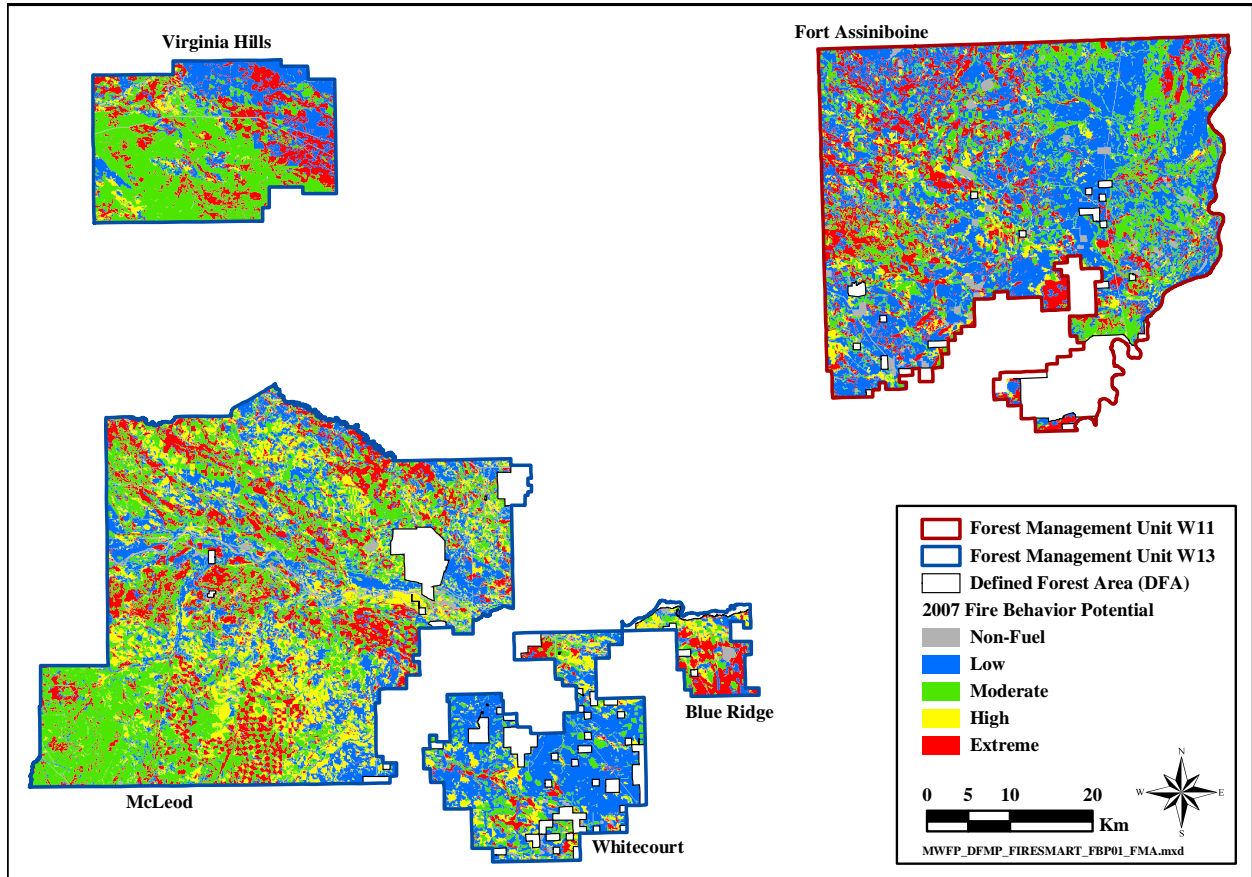 Virginia Hills
Fort Assiniboine
Blue Ridge
McLeod
Whitecourt
Forest Management Unit W11
Forest Management Unit W13
Defined Forest Area (DFA)
2007 Fire Behavior Potential
Non-Fuel
Low
Moderate
High
Extreme
0 5 10 20
Km
N
W E
S
MWFP_DFMP_FIRESMART_FBP01_FMA.mxd